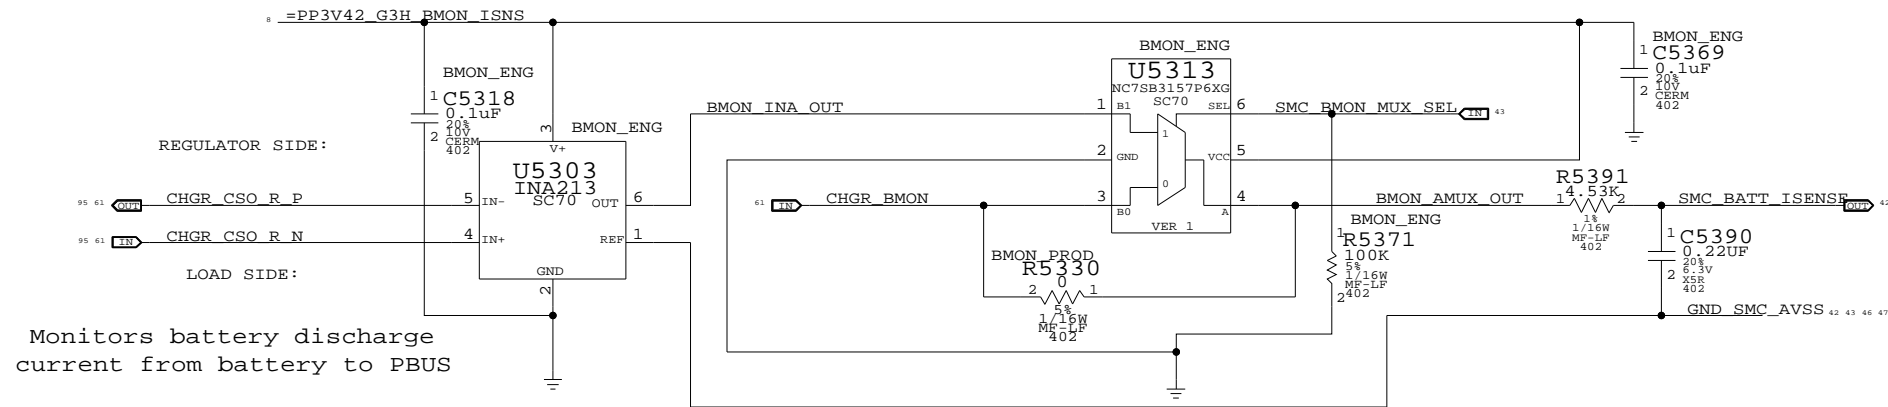 8 =PP3V42_G3H_BMON_ISNS
BMON_ENG
1 C5318
0.1uF
20%
10V
2 CERM
402
REGULATOR SIDE:
3
BMON_ENG
V+
U5303
INA213
SC70
95 61 OUT CHGR_CSO_R_P 5 IN- OUT 6
95 61 IN CHGR_CSO_R_N 4 IN+ REF 1
LOAD SIDE:
GND
2
Monitors battery discharge
current from battery to PBUS
BMON_ENG
U5313
NC7SB3157P6XG
SC70
BMON_INA_OUT 1 B1 SEL 6 SMC_BMON_MUX_SEL IN 43
1
2 GND VCC 5
0
61 IN CHGR_BMON 3 B0 A 4 BMON_AMUX_OUT
VER 1
BMON_PROD
R5330
0
2 1
5%
1/16W
MF-LF
402
BMON_ENG
1 R5371
100K
5%
1/16W
MF-LF
2 402
BMON_ENG
1 C5369
0.1uF
20%
2 10V
CERM
402
R5391
4.53K
1 2 SMC_BATT_ISENSE OUT 42
1%
1/16W
MF-LF
402
1 C5390
0.22UF
20%
6.3V
2 X5R
402
GND_SMC_AVSS 42 43 46 47